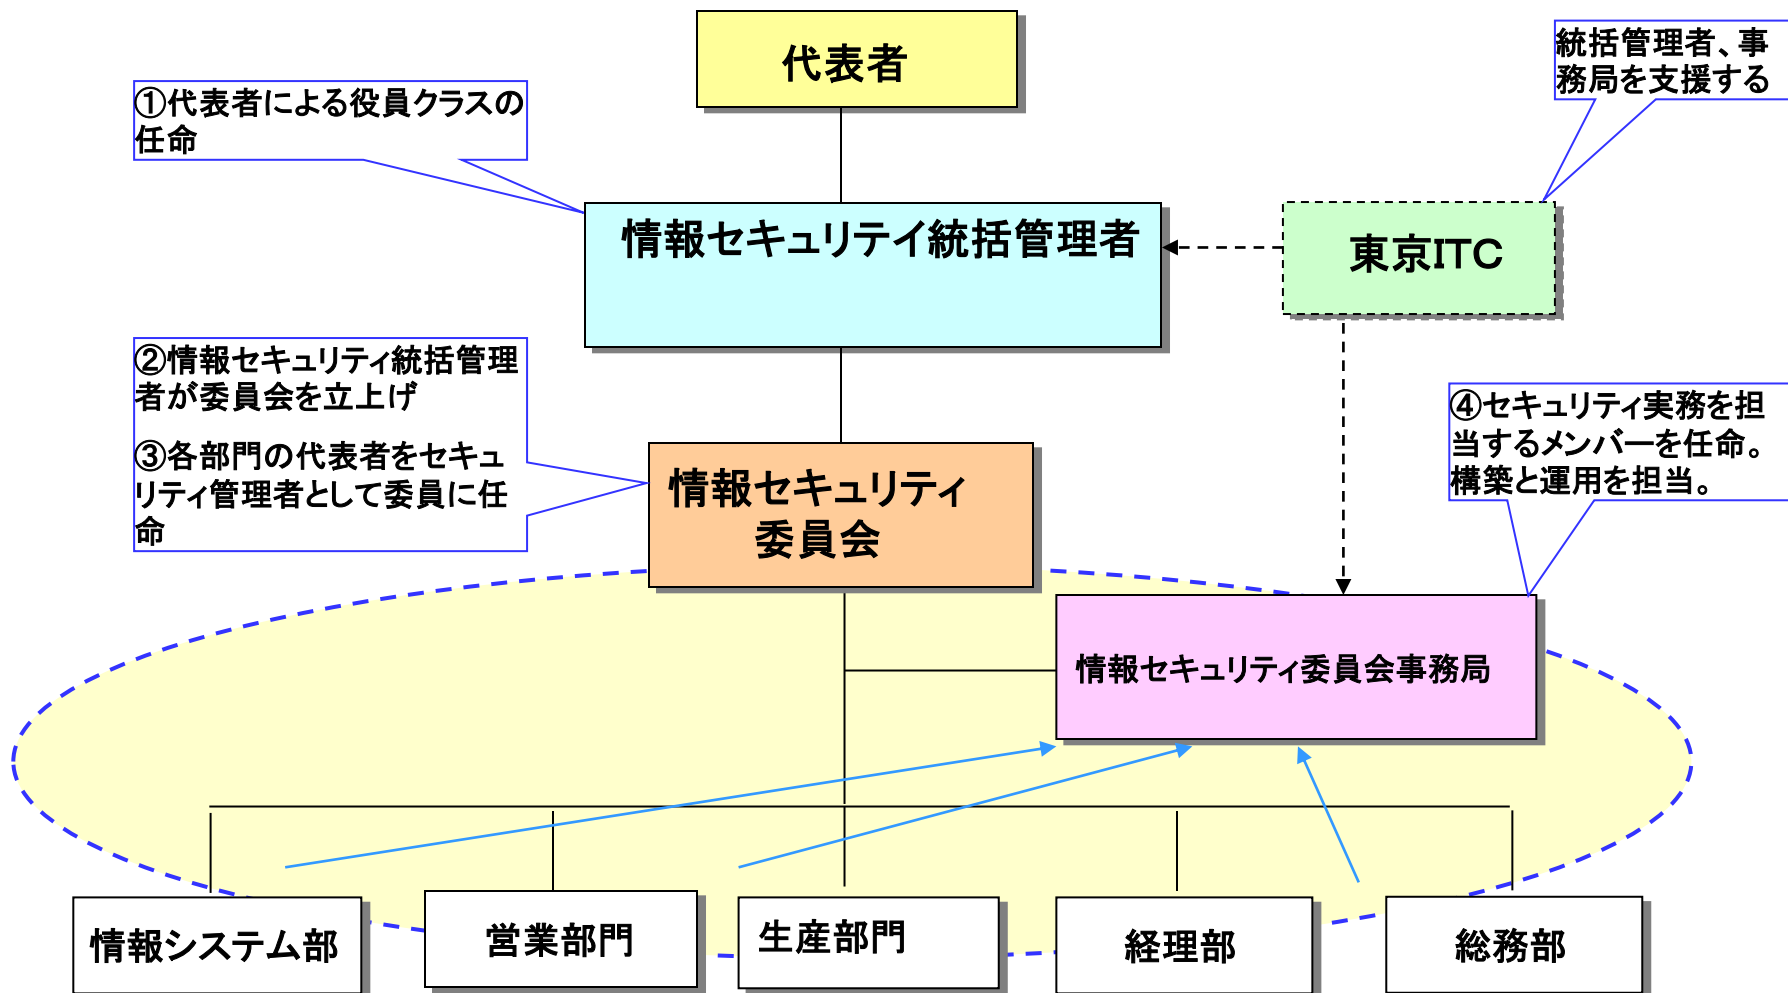 代表者
統括管理者、事
務局を支援する
①代表者による役員クラスの
任命
情報セキュリテイ統括管理者
東京ITC
②情報セキュリティ統括管理
者が委員会を立上げ
③各部門の代表者をセキュ
リティ管理者として委員に任
命
④セキュリティ実務を担
当するメンバーを任命。
構築と運用を担当。
情報セキュリティ
委員会
情報セキュリティ委員会事務局
情報システム部
営業部門
生産部門
経理部
総務部